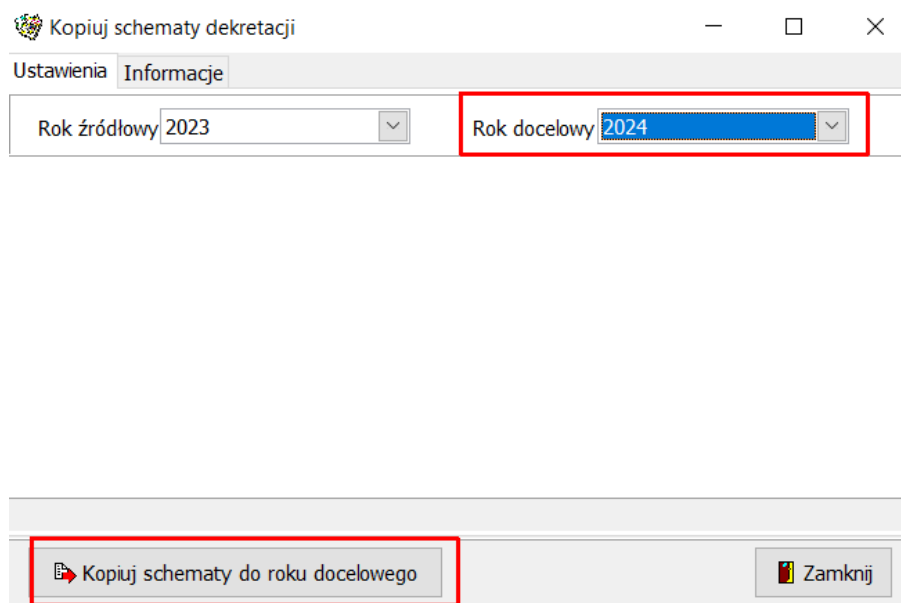 Kopiuj schematy dekretacji
Ustawienia Informacje
Rok źródłowy 2023 Rok docelowy 2024
Kopiuj schematy do roku docelowego Zamknij